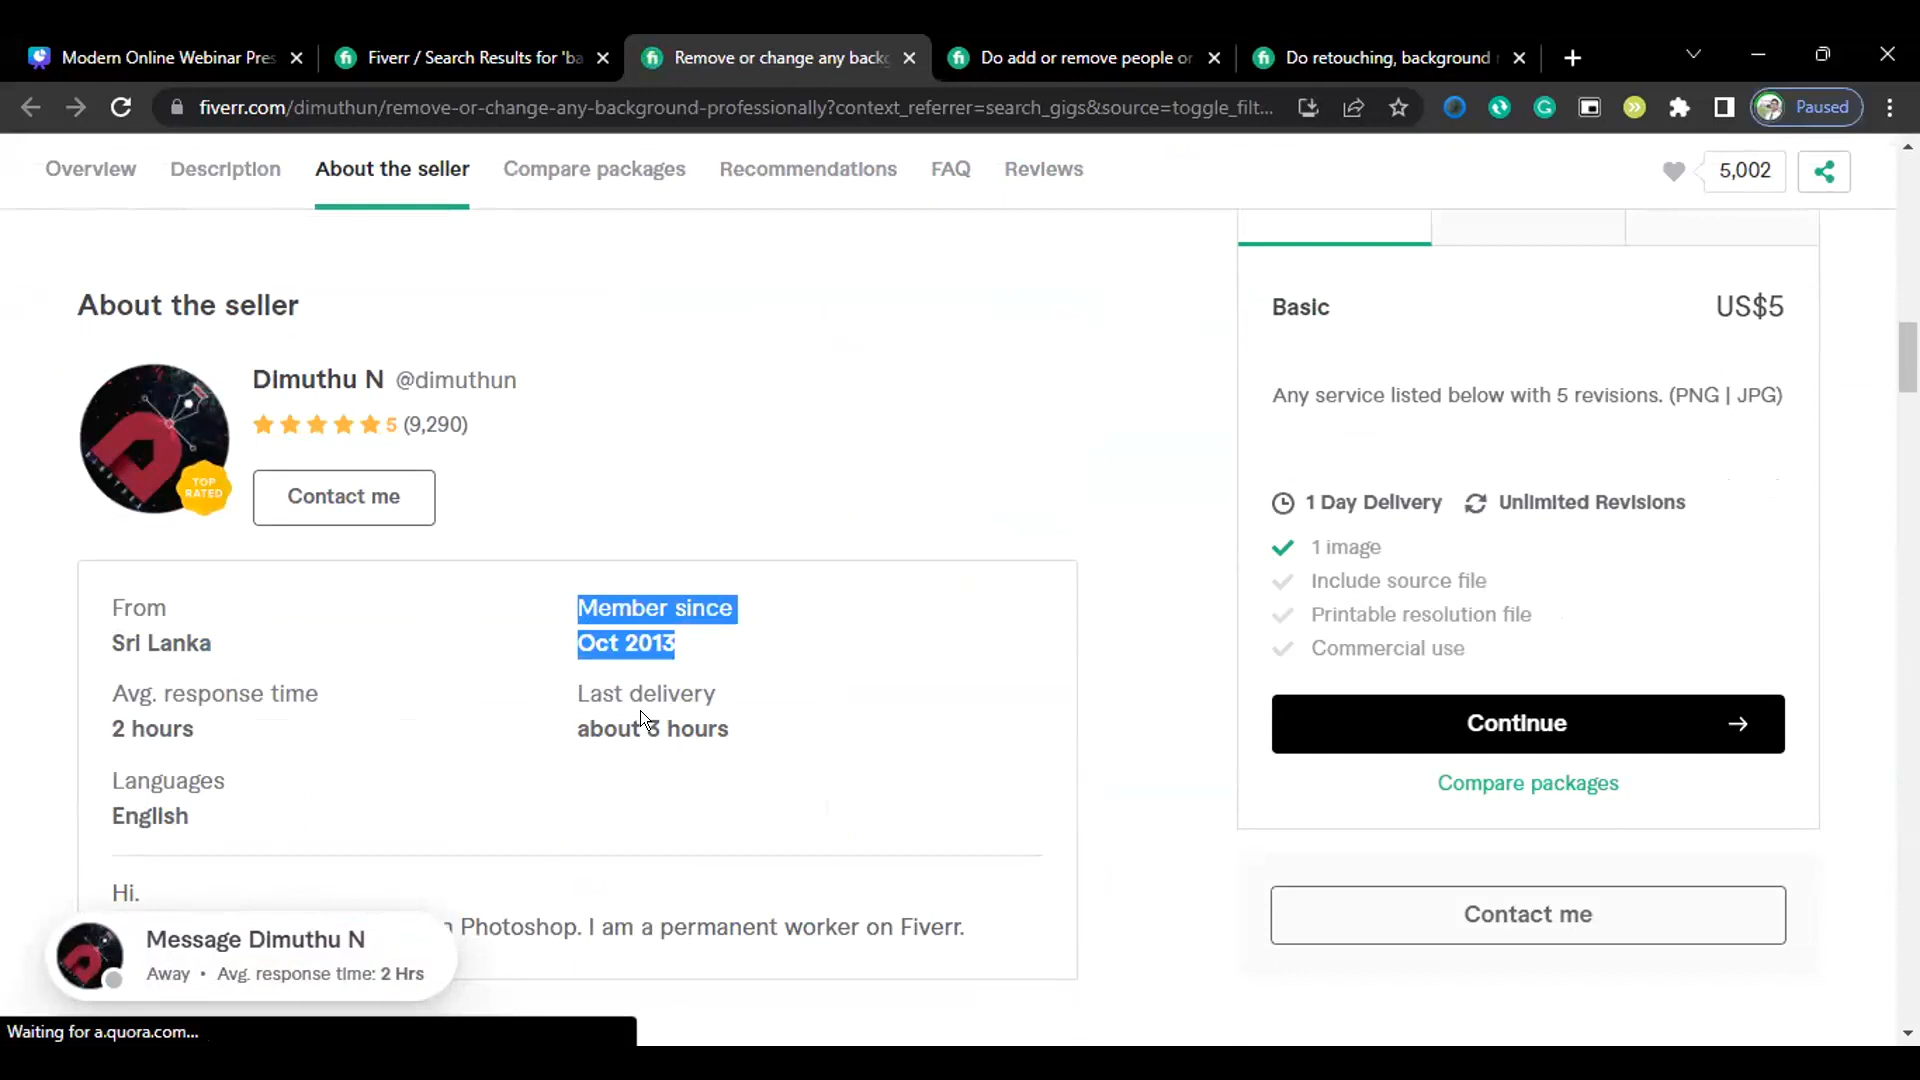 Modern Online Webinar Pres
Fiverr / Search Results for 'ba
Remove or change any backg
Do add or remove people or
Do retouching, background r
fiverr.com/dimuthun/remove-or-change-any-background-professionally?context_referrer=search_gigs&source=toggle_filt...
Paused
Overview
Description
About the seller
Compare packages
Recommendations
FAQ
Reviews
5,002
About the seller
Dimuthu N @dimuthun
5 (9,290)
TOP
RATED
Contact me
From
Sri Lanka
Member since
Oct 2013
Avg. response time
2 hours
Last delivery
about 3 hours
Languages
English
Hi.
n Photoshop. I am a permanent worker on Fiverr.
Message Dimuthu N
Away • Avg. response time: 2 Hrs
Basic
US$5
Any service listed below with 5 revisions. (PNG | JPG)
1 Day Delivery
Unlimited Revisions
1 image
Include source file
Printable resolution file
Commercial use
Continue
Compare packages
Contact me
Waiting for a.quora.com...